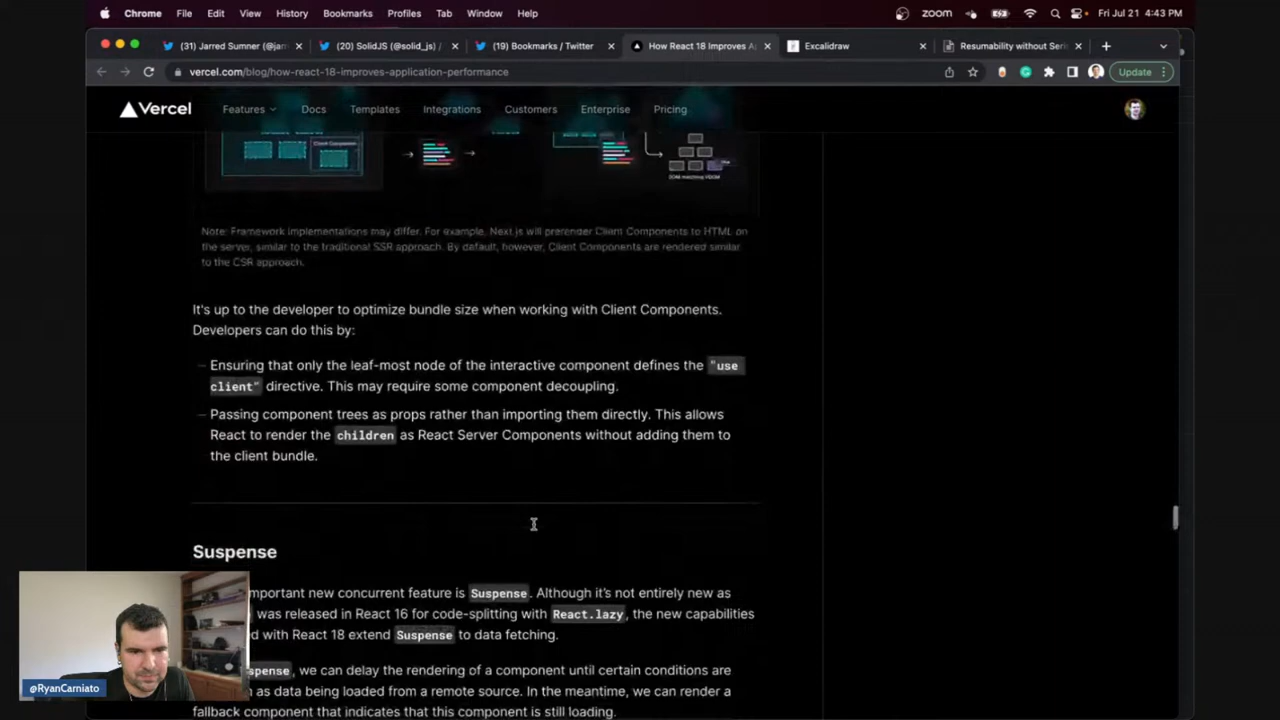 Chrome File Edit View History Bookmarks Profiles Tab Window Help
zoom Fri Jul 21 4:43 PM
(31) Jarred Sumner (@jar
(20) SolidJS (@solid_js) /
(19) Bookmarks / Twitter
How React 18 Improves A
Excalidraw
Resumability without Seri
vercel.com/blog/how-react-18-improves-application-performance
Update
Vercel Features Docs Templates Integrations Customers Enterprise Pricing
Client Component
DOM matching VDOM
Note: Framework implementations may differ. For example, Next.js will prerender Client Components to HTML on
the server, similar to the traditional SSR approach. By default, however, Client Components are rendered similar
to the CSR approach.
It's up to the developer to optimize bundle size when working with Client Components.
Developers can do this by:
– Ensuring that only the leaf-most node of the interactive component defines the "use
client" directive. This may require some component decoupling.
– Passing component trees as props rather than importing them directly. This allows
React to render the children as React Server Components without adding them to
the client bundle.
Suspense
mportant new concurrent feature is Suspense. Although it's not entirely new as
was released in React 16 for code-splitting with React.lazy, the new capabilities
d with React 18 extend Suspense to data fetching.
spense, we can delay the rendering of a component until certain conditions are
as data being loaded from a remote source. In the meantime, we can render a
fallback component that indicates that this component is still loading.
@RyanCarniato